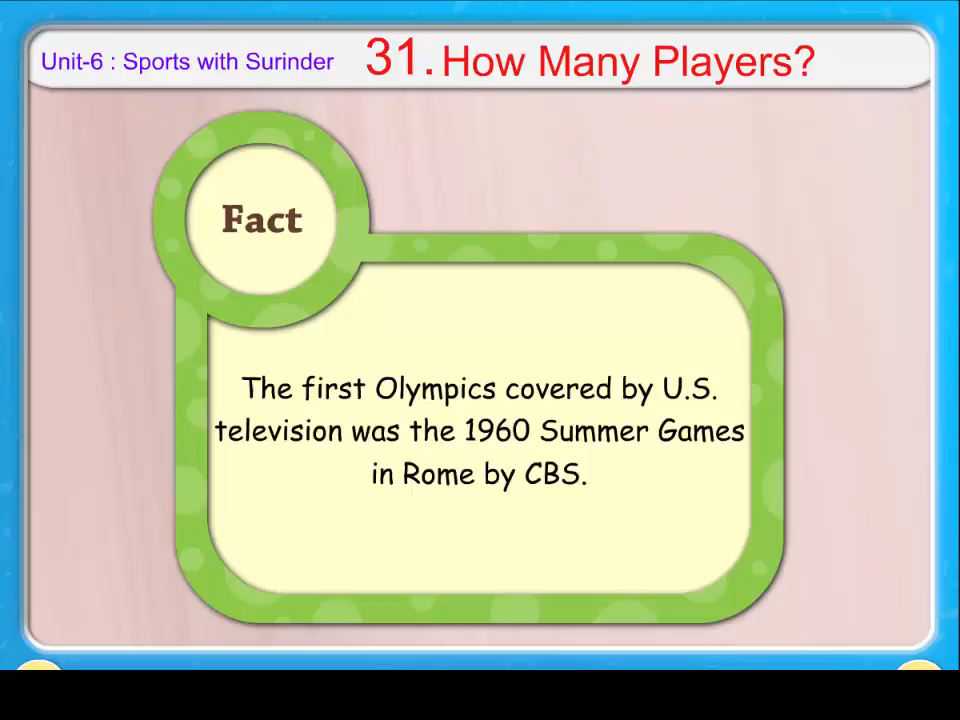 Unit-6 : Sports with Surinder 31. How Many Players?
Fact
The first Olympics covered by U.S.
television was the 1960 Summer Games
in Rome by CBS.